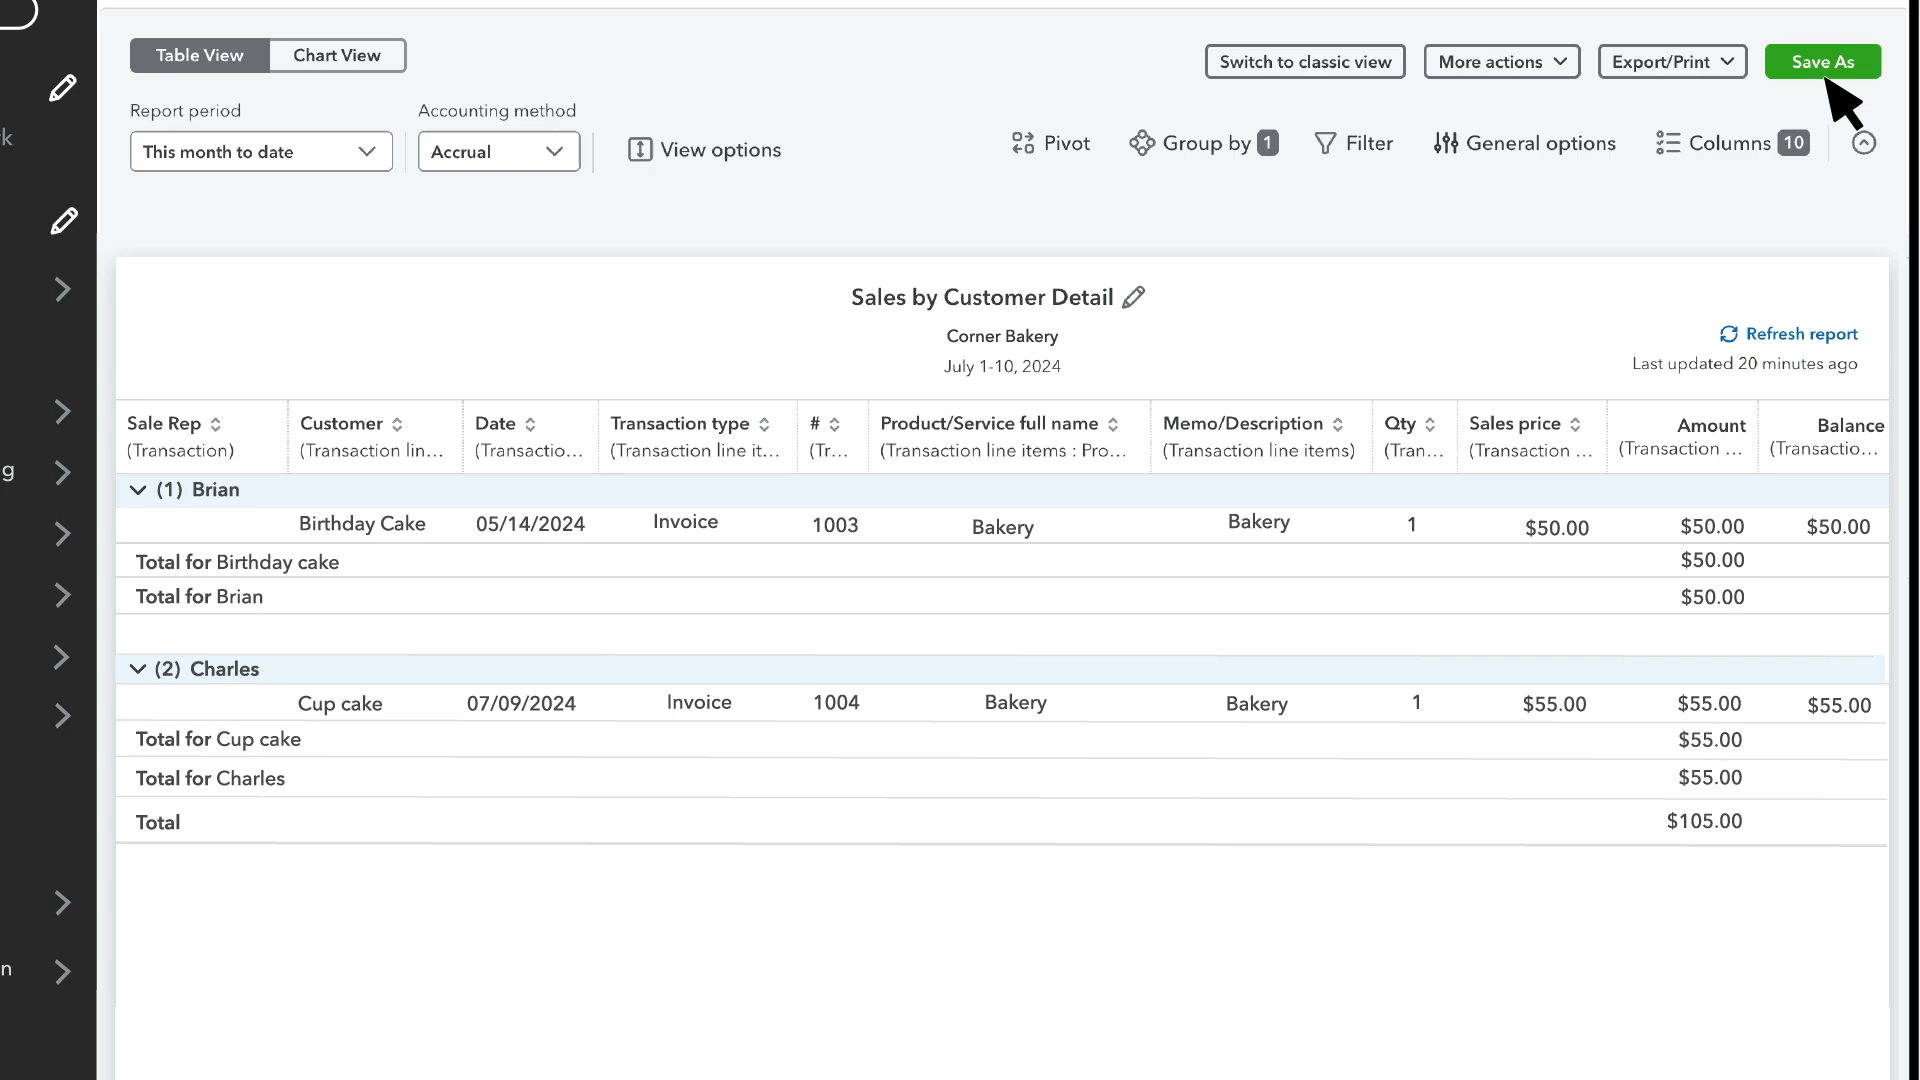 Table View Chart View Switch to classic view More actions Export/Print Save As
Report period Accounting method
This month to date Accrual View options Pivot Group by 1 Filter General options Columns 10
k
Sales by Customer Detail
Corner Bakery
Refresh report
July 1-10, 2024
Last updated 20 minutes ago
Sale Rep Customer Date Transaction type # Product/Service full name Memo/Description Qty Sales price Amount Balance
(Transaction) (Transaction lin... (Transactio... (Transaction line it... (Tr... (Transaction line items : Pro... (Transaction line items) (Tran... (Transaction ... (Transaction ... (Transactio...
g
(1) Brian
Birthday Cake 05/14/2024 Invoice 1003 Bakery Bakery 1 $50.00 $50.00 $50.00
Total for Birthday cake $50.00
Total for Brian $50.00
(2) Charles
Cup cake 07/09/2024 Invoice 1004 Bakery Bakery 1 $55.00 $55.00 $55.00
Total for Cup cake $55.00
Total for Charles $55.00
Total $105.00
n